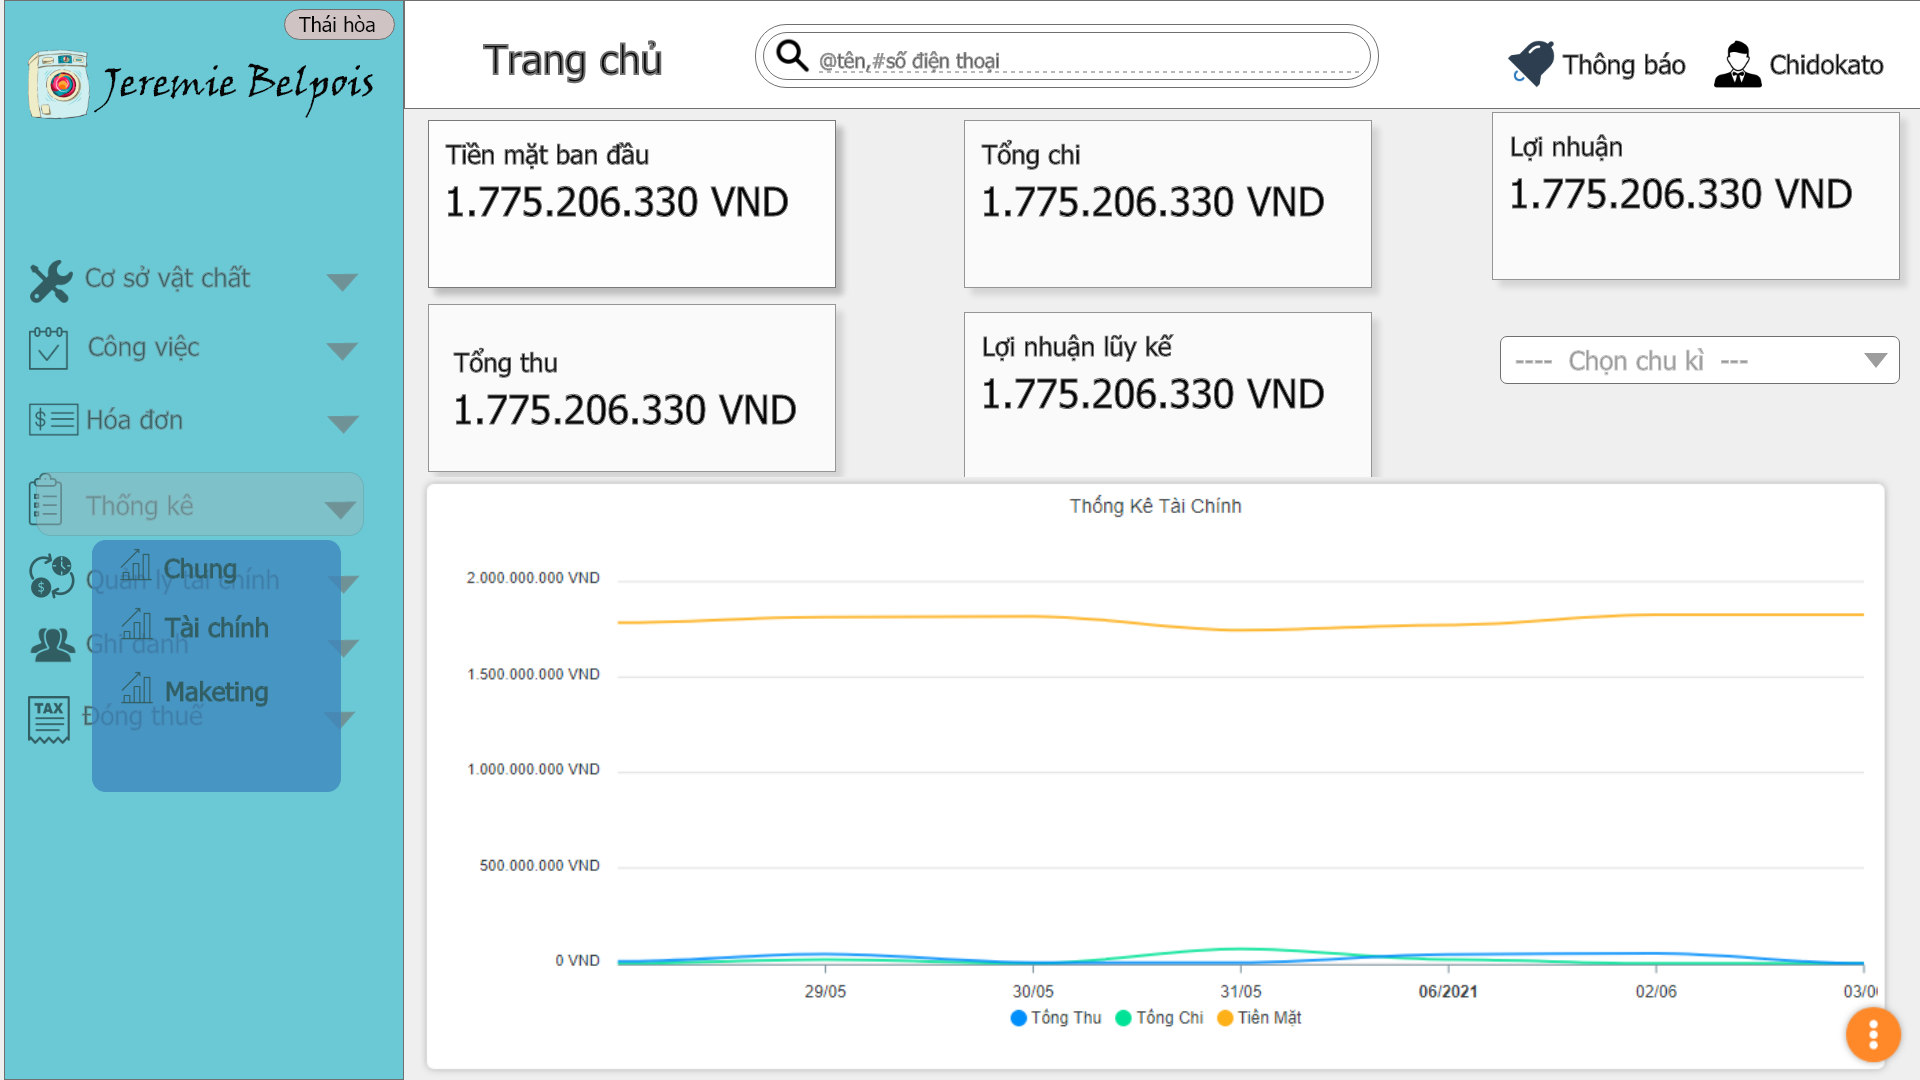 Thái hòa
Jeremie Belpois
Trang chủ
@tên,#số điện thoại
Thông báo
Chidokato
Cơ sở vật chất
Công việc
$
Hóa đơn
Thống kê
$
Quản lý tài chính
Ghi danh
TAX
Đóng thuế
Chung
Tài chính
Maketing
Tiền mặt ban đầu
1.775.206.330 VND
Tổng chi
1.775.206.330 VND
Lợi nhuận
1.775.206.330 VND
Tổng thu
1.775.206.330 VND
Lợi nhuận lũy kế
1.775.206.330 VND
---- Chọn chu kì ---
Thống Kê Tài Chính
2.000.000.000 VND
1.500.000.000 VND
1.000.000.000 VND
500.000.000 VND
0 VND
29/05 30/05 31/05 06/2021 02/06 03/0
Tổng Thu Tổng Chi Tiền Mặt